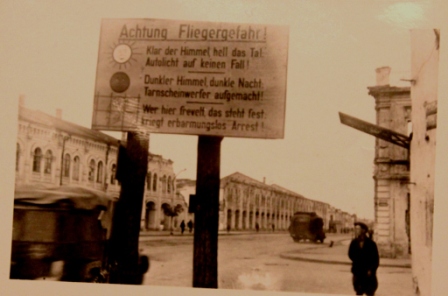 Achtung Fliegergefahr!
Klar der Himmel, hell das Tal,
Autolicht auf keinen Fall!
Dunkler Himmel, dunkle Nacht
Tarnscheinwerfer aufgemacht!
Wer hier frevelt, das steht fest,
kriegt erbarmungslos Arrest!